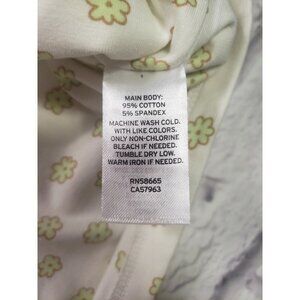 MAIN BODY:
95% COTTON
5% SPANDEX
MACHINE WASH COLD.
WITH LIKE COLORS.
ONLY NON-CHLORINE
BLEACH IF NEEDED.
TUMBLE DRY LOW.
WARM IRON IF NEEDED.
RN58665
CA57963